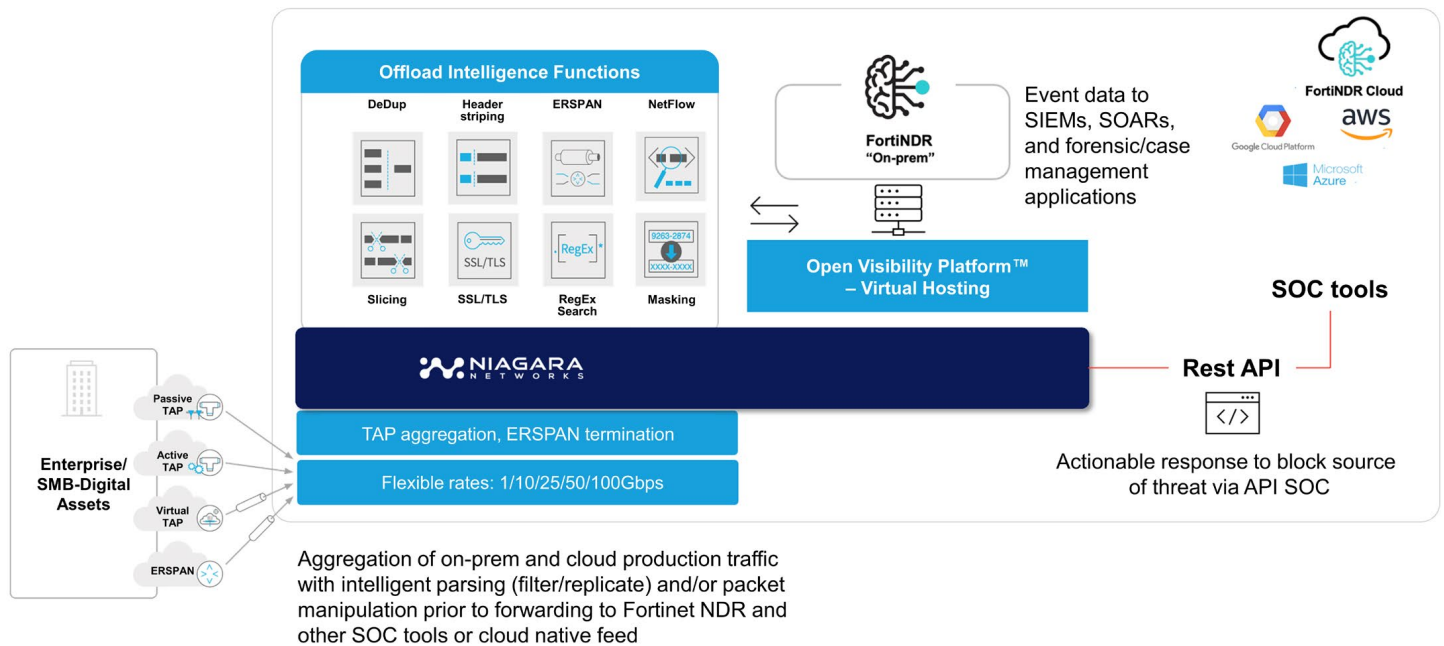 Offload Intelligence Functions
DeDup
Header
striping
ERSPAN
NetFlow
9263-2874
XXXX-XXXX
SSL/TLS
.[RegEx]*
Slicing
SSL/TLS
RegEx
Search
Masking
FortiNDR
“On-prem”
Event data to
SIEMs, SOARs,
and forensic/case
management
applications
FortiNDR Cloud
Google Cloud Platform
aws
Microsoft
Azure
Open Visibility Platform™
– Virtual Hosting
SOC tools
NIAGARA
NETWORKS
Rest API
</>
Actionable response to block source
of threat via API SOC
TAP aggregation, ERSPAN termination
Flexible rates: 1/10/25/50/100Gbps
Enterprise/
SMB-Digital
Assets
Passive
TAP
Active
TAP
Virtual
TAP
ERSPAN
Aggregation of on-prem and cloud production traffic
with intelligent parsing (filter/replicate) and/or packet
manipulation prior to forwarding to Fortinet NDR and
other SOC tools or cloud native feed